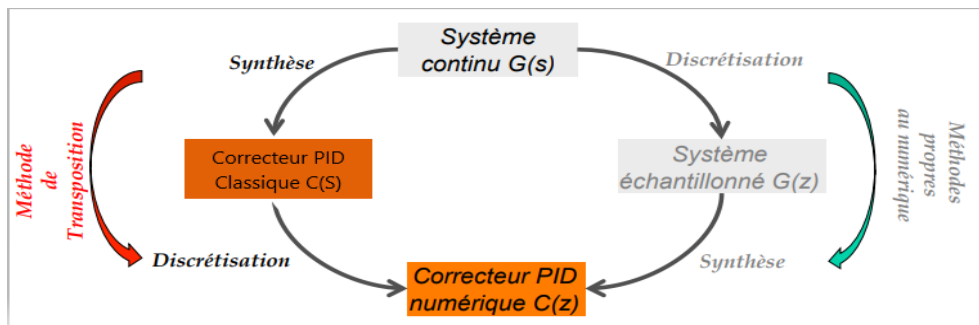 Système
continu G(s)
Synthèse
Discrétisation
Méthode
de
Transposition
Correcteur PID
Classique C(S)
Système
échantillonné G(z)
Méthodes
propres
au numérique
Discrétisation
Synthèse
Correcteur PID
numérique C(z)